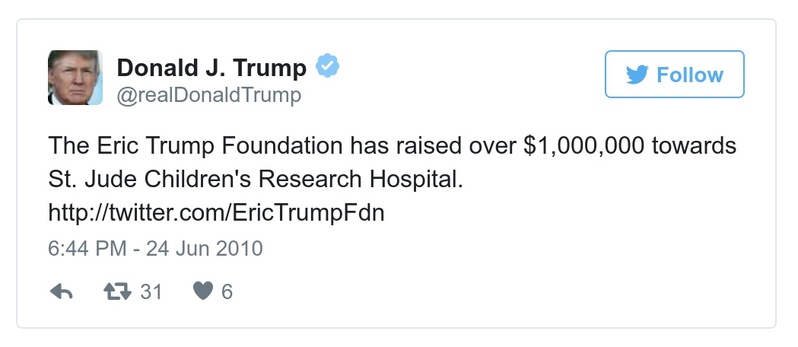 Donald J. Trump
@realDonaldTrump
Follow
The Eric Trump Foundation has raised over $1,000,000 towards
St. Jude Children's Research Hospital.
http://twitter.com/EricTrumpFdn
6:44 PM - 24 Jun 2010
31 6